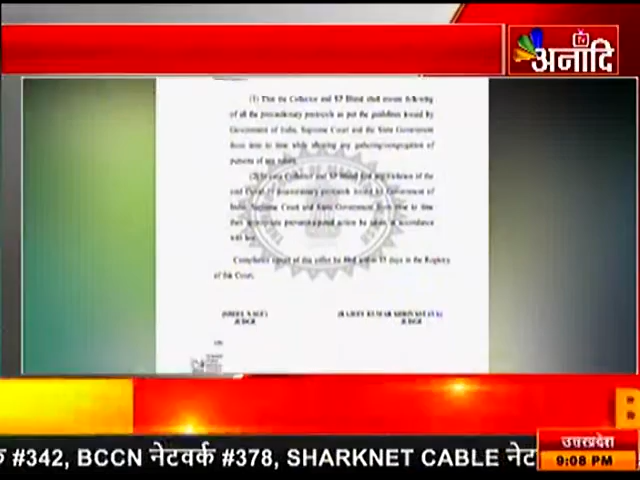 tv
अनादि
(1) That the Collector and SP Bhind shall ensure following
of all the precautionary protocols as per the guidelines issued by
Government of India, Supreme Court and the State Government
from time to time while allowing any gathering/congregation of
persons of any nature.
(2) In case Collector and SP Bhind find any violation of the
said Covid-19 precautionary protocols issued by Government of
India, Supreme Court and State Government from time to time
then appropriate preventive/penal action be taken in accordance
with law.
Compliance report of this order be filed within 15 days in the Registry
of this Court.
(SHEEL NAGU) (RAJEEV KUMAR SHRIVASTAVA)
JUDGE JUDGE
उत्तरप्रदेश
#342, BCCN नेटवर्क #378, SHARKNET CABLE
9:08 PM